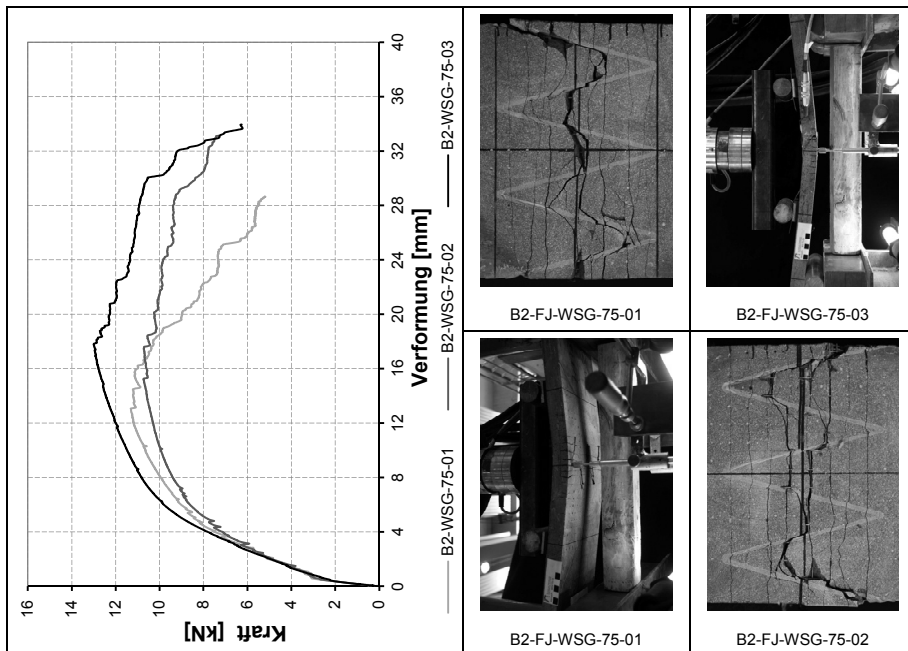 Kraft [kN]
16
14
12
10
8
6
4
2
0
0
4
8
12
16
20
24
28
32
36
40
Verformung [mm]
B2-WSG-75-01
B2-WSG-75-02
B2-WSG-75-03
B2-FJ-WSG-75-01
B2-FJ-WSG-75-03
B2-FJ-WSG-75-01
B2-FJ-WSG-75-02